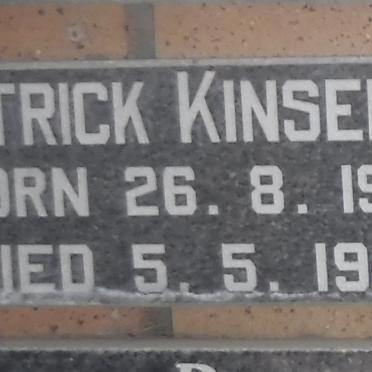 TRICK KINSE
ORN 26. 8. 19
IED 5. 5. 19